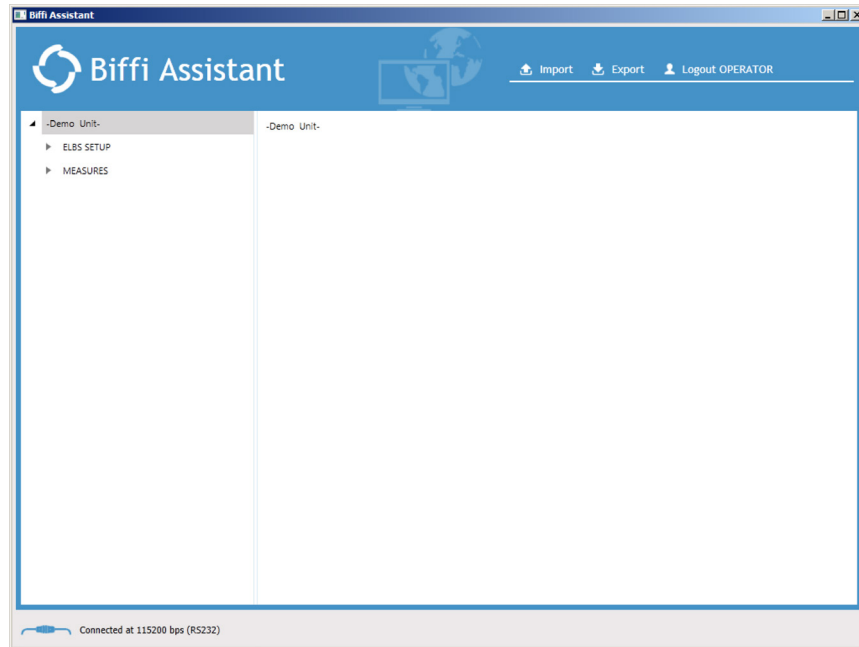 Biffi Assistant
Biffi Assistant
Import Export Logout OPERATOR
-Demo Unit-
-Demo Unit-
ELBS SETUP
MEASURES
Connected at 115200 bps (RS232)